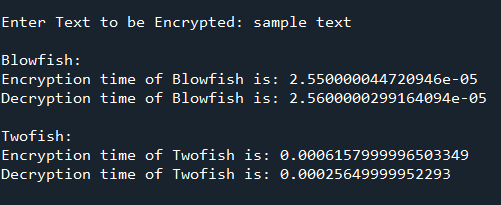 Enter Text to be Encrypted: sample text
Blowfish:
Encryption time of Blowfish is: 2.550000044720946e-05
Decryption time of Blowfish is: 2.5600000299164094e-05
Twofish:
Encryption time of Twofish is: 0.0006157999996503349
Decryption time of Twofish is: 0.00025649999952293